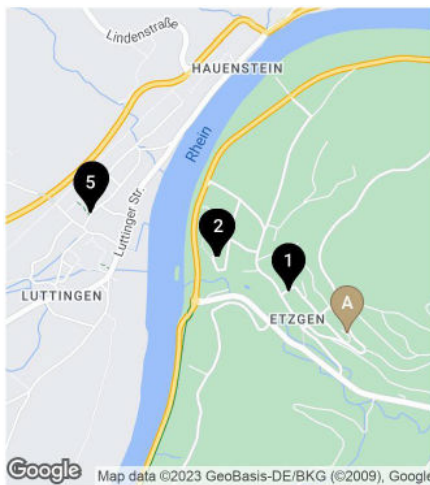 Lindenstraße
HAUENSTEIN
Rhein
5
Luttinger Str.
2
1
LUTTINGEN
A
ETZGEN
Google
Map data ©2023 GeoBasis-DE/BKG (©2009), Google